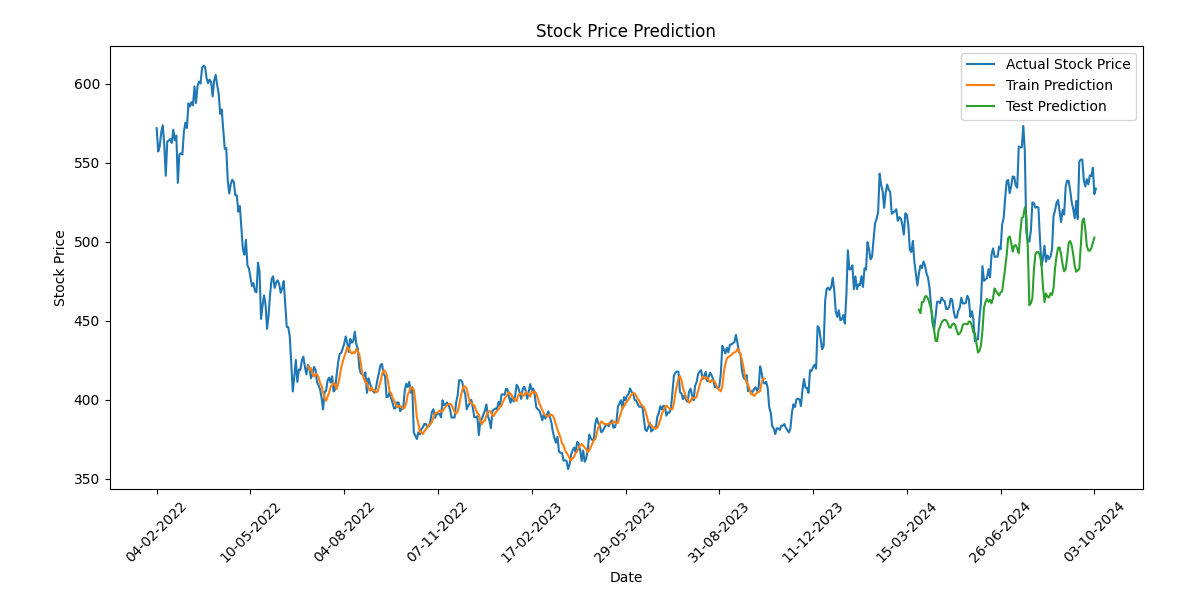 Stock Price Prediction
Actual Stock Price
Train Prediction
Test Prediction
Stock Price
600
550
500
450
400
350
04-02-2022
10-05-2022
04-08-2022
07-11-2022
17-02-2023
29-05-2023
31-08-2023
11-12-2023
15-03-2024
26-06-2024
03-10-2024
Date